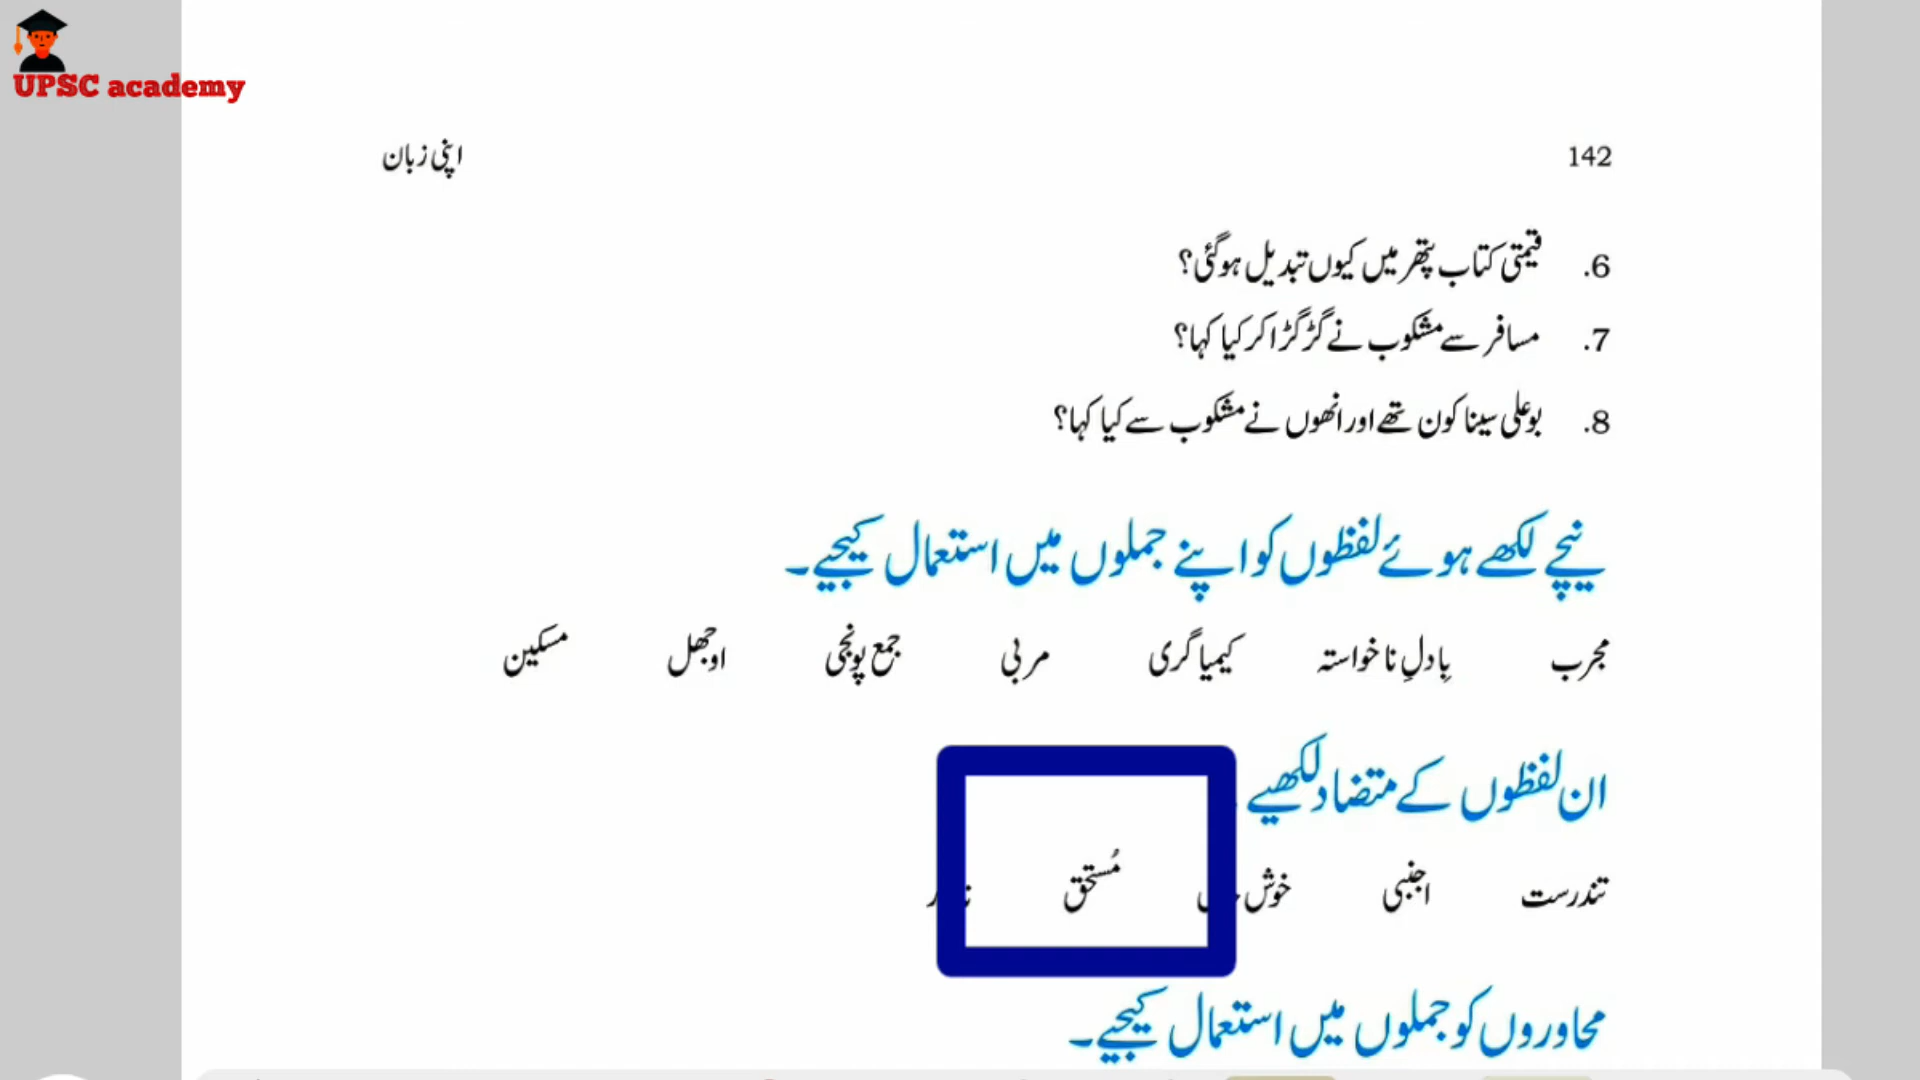 UPSC academy
142 اپنی زبان
6. قیمتی کتاب پتھر میں کیوں تبدیل ہوگئی؟
7. مسافر سے مشکوب نے گڑگڑا کر کیا کہا؟
8. بوعلی سینا کون تھے اور انھوں نے مشکوب سے کیا کہا؟
نیچے لکھے ہوئے لفظوں کو اپنے جملوں میں استعمال کیجیے۔
مجرب بِادلِ ناخواستہ کیمیا گری مربی جمع پونجی اوجھل مسکین
ان لفظوں کے متضاد لکھیے
تندرست اجنبی خوش مُستحق
محاوروں کو جملوں میں استعمال کیجیے۔